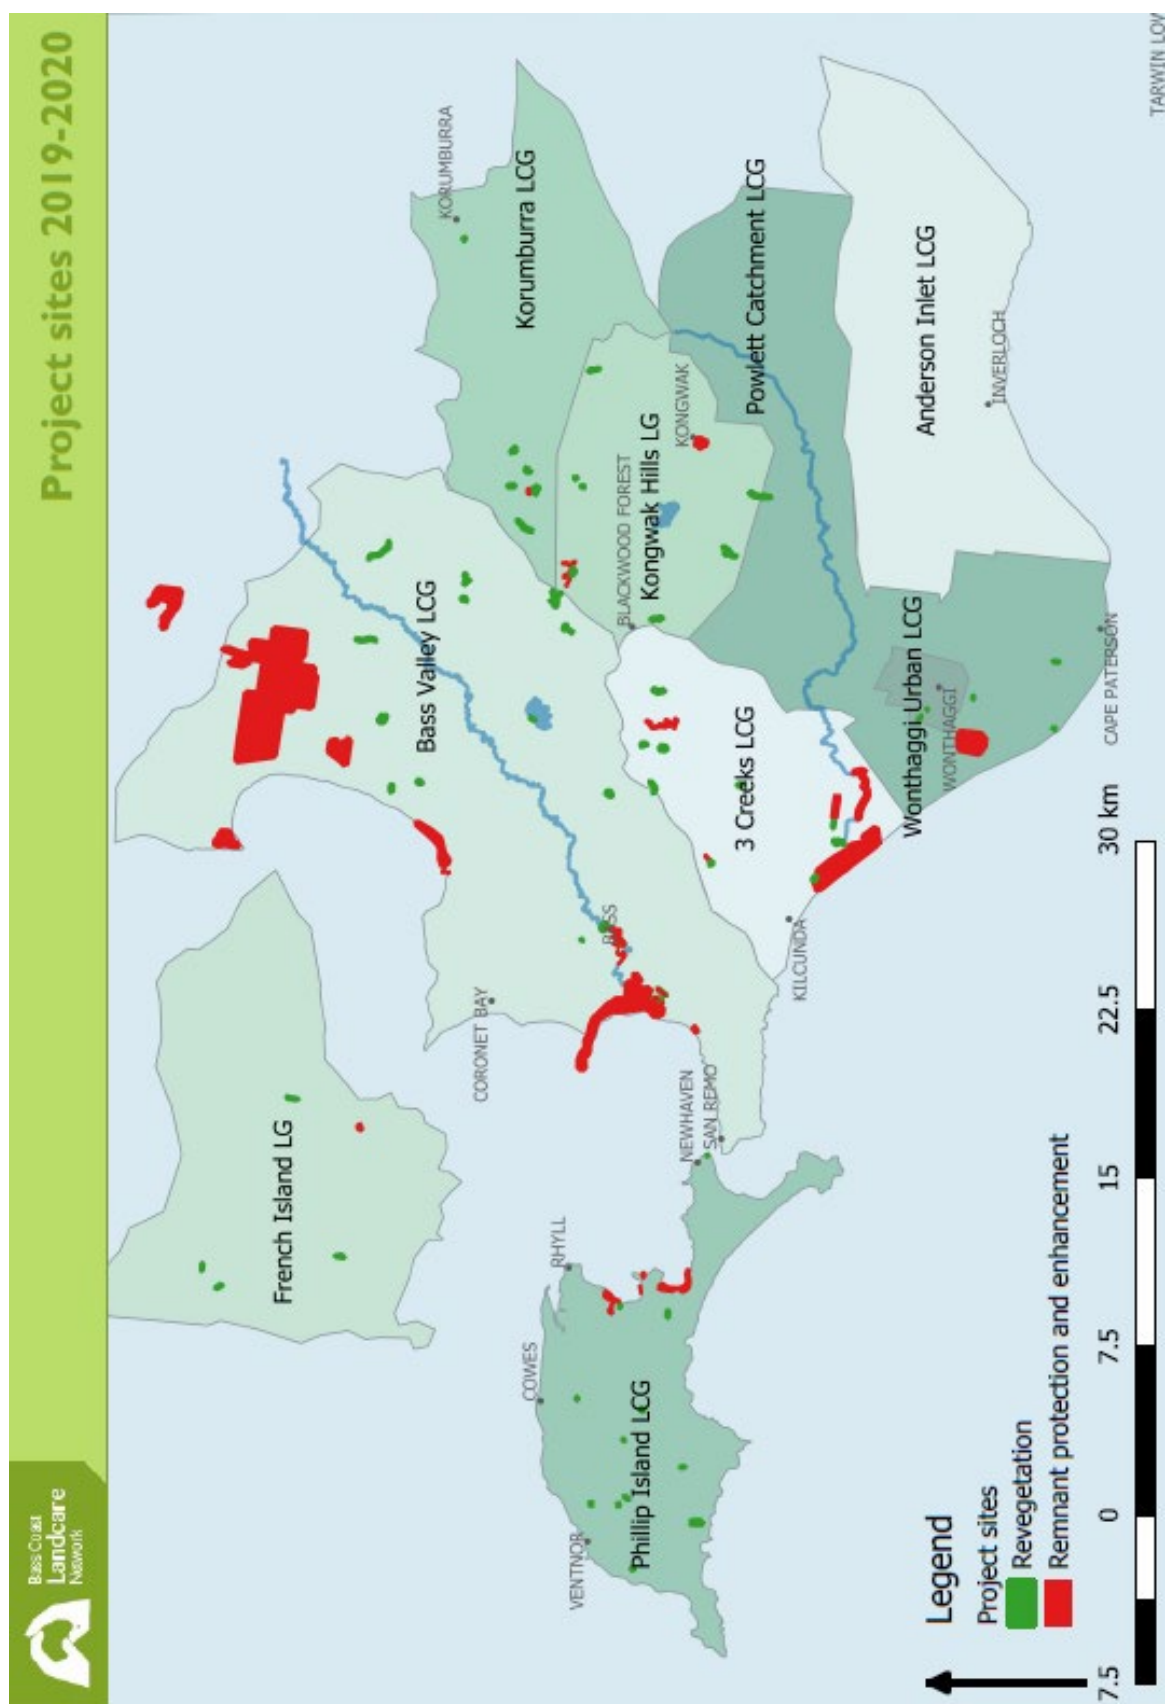 Bass Coast
Landcare
Network
Project sites 2019-2020
French Island LG
KORUMBURRA
Korumburra LCG
Bass Valley LCG
CORONET BAY
COWES
RHYLL
VENTNOR
BASS
BLACKWOOD FOREST
Kongwak Hills LG
KONGWAK
Phillip Island LCG
NEWHAVEN
SAN REMO
3 Creeks LCG
Powlett Catchment LCG
KILCUNDA
Wonthaggi Urban LCG
WONTHAGGI
Anderson Inlet LCG
INVERLOCH
CAPE PATERSON
TARWIN LOW
Legend
Project sites
Revegetation
Remnant protection and enhancement
7.5 0 7.5 15 22.5 30 km